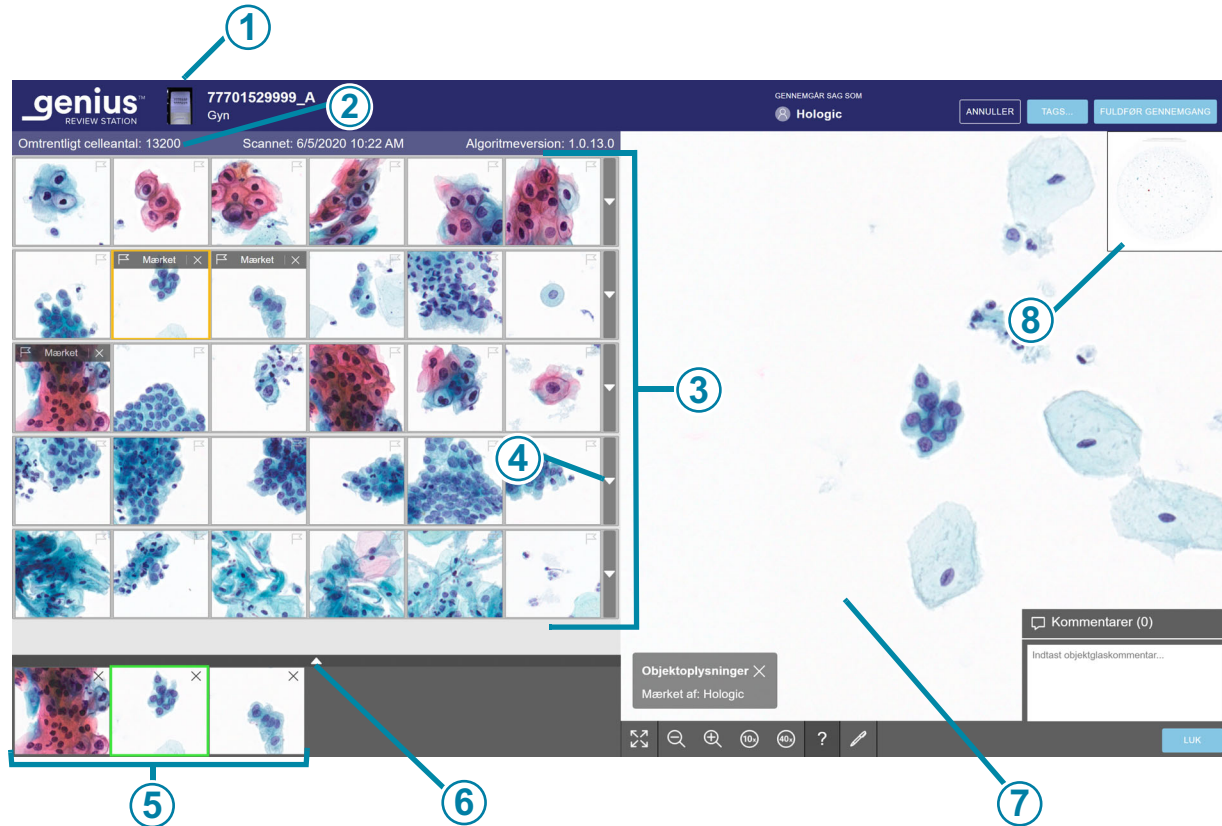 1
genius™
REVIEW STATION
77701529999_A
Gyn
2
GENNEMGÅR SAG SOM
Hologic
ANNULLER
TAGS...
FULDFØR GENNEMGANG
Omtrentligt celleantal: 13200
Scannet: 6/5/2020 10:22 AM
Algoritmeversion: 1.0.13.0
Mærket
Mærket
8
Mærket
3
4
Kommentarer (0)
Indtast objektglaskommentar...
Objektoplysninger
Mærket af: Hologic
10x
40x
?
LUK
5
6
7